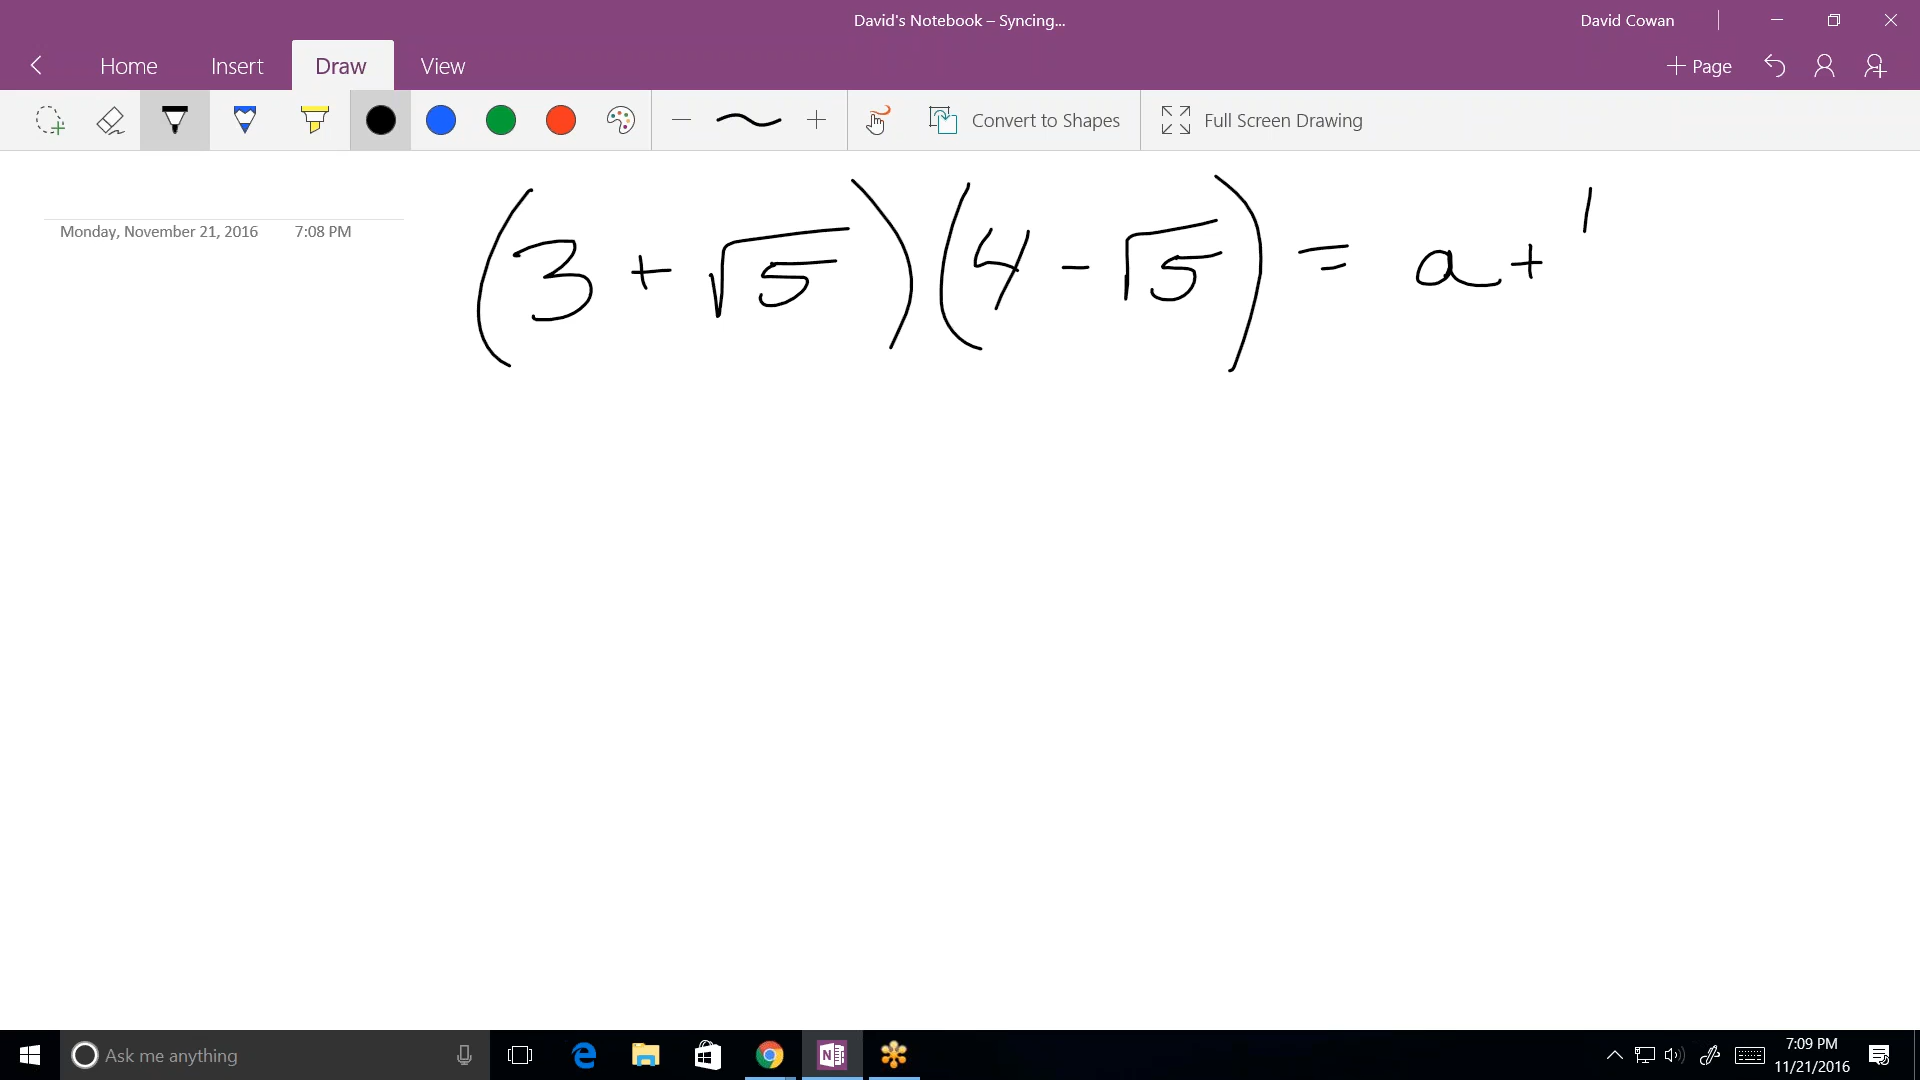 David's Notebook – Syncing...
David Cowan
Home Insert Draw View
Page
Convert to Shapes
Full Screen Drawing
Monday, November 21, 2016 7:08 PM
(3 + √5)(4 - √5) = a +
Ask me anything
7:09 PM
11/21/2016